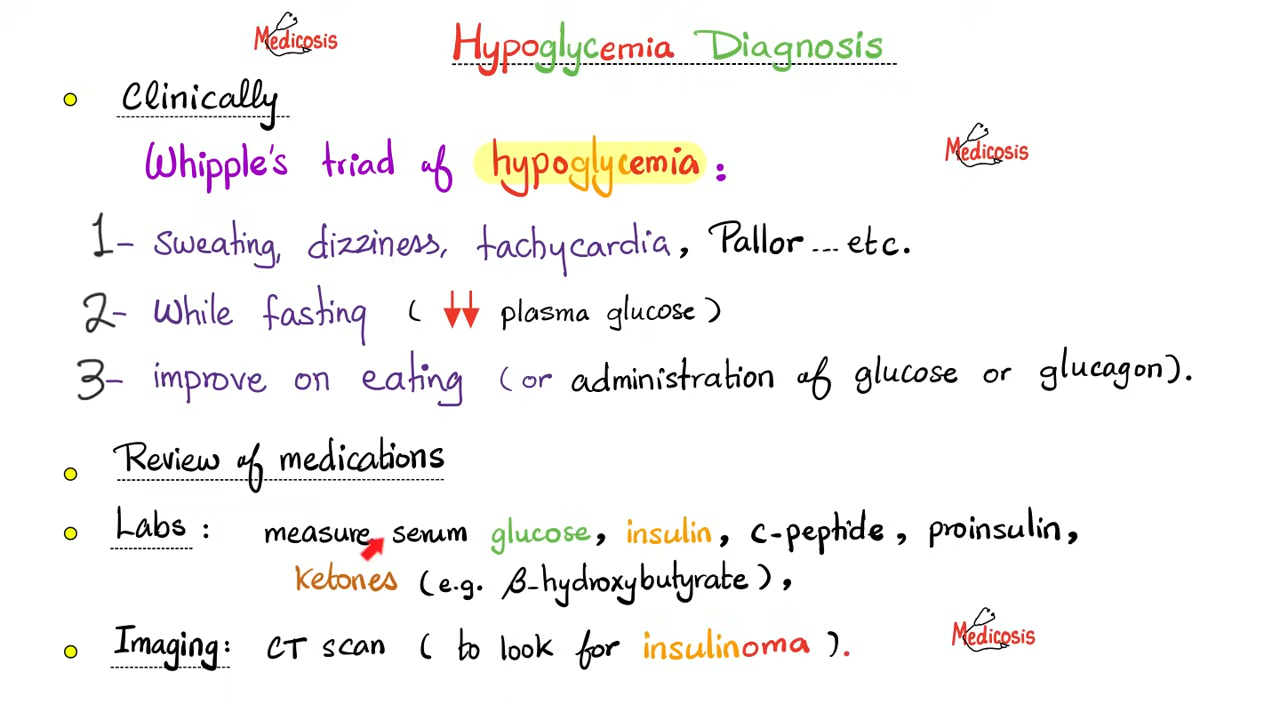 Medicosis
Hypoglycemia Diagnosis
Clinically
Whipple's triad of hypoglycemia:
Medicosis
1- sweating, dizziness, tachycardia, Pallor ... etc.
2- While fasting (↓↓ plasma glucose)
3- improve on eating (or administration of glucose or glucagon).
Review of medications
Labs: measure serum glucose, insulin, c-peptide, proinsulin,
Ketones (e.g. β-hydroxybutyrate),
Imaging: CT scan (to look for insulinoma).
Medicosis